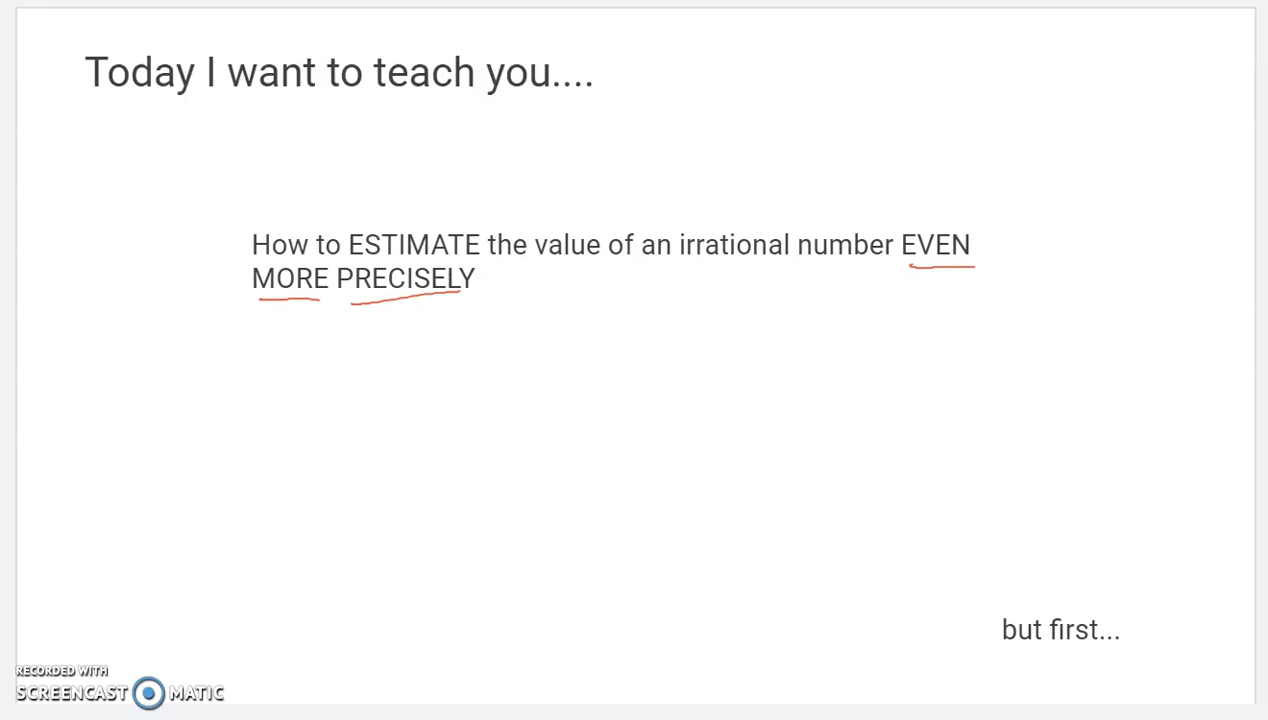 Today I want to teach you....
How to ESTIMATE the value of an irrational number EVEN
MORE PRECISELY
but first...
RECORDED WITH
SCREENCAST MATIC